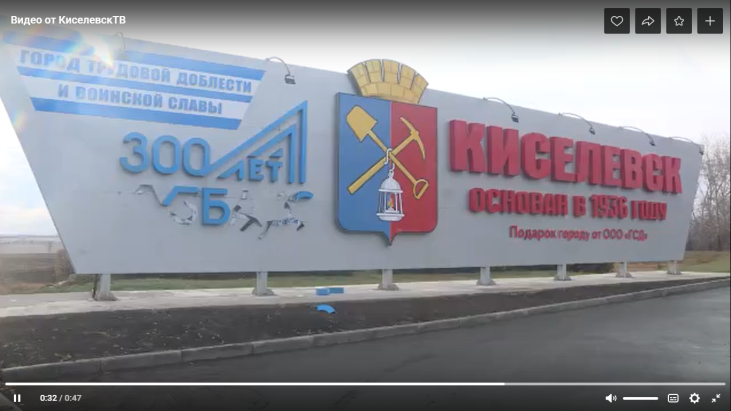 Видео от КиселевскТВ
ГОРОД ТРУДОВОЙ ДОБЛЕСТИ
И ВОИНСКОЙ СЛАВЫ
300 ЛЕТ
КИСЕЛЕВСК
ОСНОВАН В 1936 ГОДУ
Подарок городу от ООО «ГСД»
0:32 / 0:47